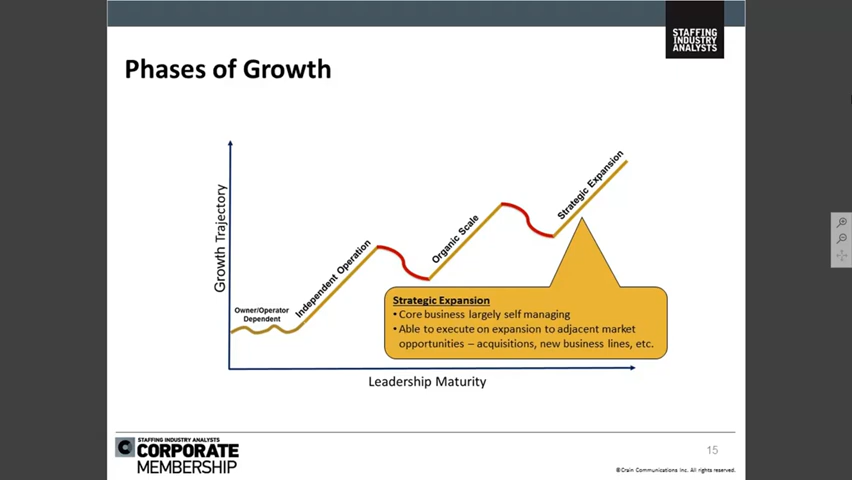 STAFFING
INDUSTRY
ANALYSTS
Phases of Growth
Growth Trajectory
Owner/Operator
Dependent
Independent Operation
Organic Scale
Strategic Expansion
Strategic Expansion
• Core business largely self managing
• Able to execute on expansion to adjacent market
opportunities – acquisitions, new business lines, etc.
Leadership Maturity
C
STAFFING INDUSTRY ANALYSTS
CORPORATE
MEMBERSHIP
15
©Crain Communications Inc. All rights reserved.